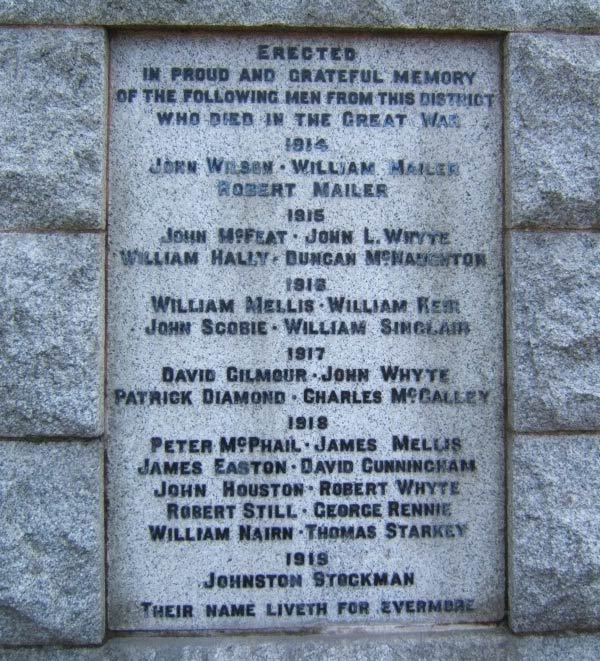 ERECTED
IN PROUD AND GRATEFUL MEMORY
OF THE FOLLOWING MEN FROM THIS DISTRICT
WHO DIED IN THE GREAT WAR
1914
JOHN WILSON · WILLIAM MAILER
ROBERT MAILER
1915
JOHN McFEAT · JOHN L. WHYTE
WILLIAM HALLY · DUNCAN McNAUGHTON
1916
WILLIAM MELLIS · WILLIAM KEIR
JOHN SCOBIE · WILLIAM SINCLAIR
1917
DAVID GILMOUR · JOHN WHYTE
PATRICK DIAMOND · CHARLES McCALLEY
1918
PETER McPHAIL · JAMES MELLIS
JAMES EASTON · DAVID CUNNINGHAM
JOHN HOUSTON · ROBERT WHYTE
ROBERT STILL · GEORGE RENNIE
WILLIAM NAIRN · THOMAS STARKEY
1919
JOHNSTON STOCKMAN
THEIR NAME LIVETH FOR EVERMORE